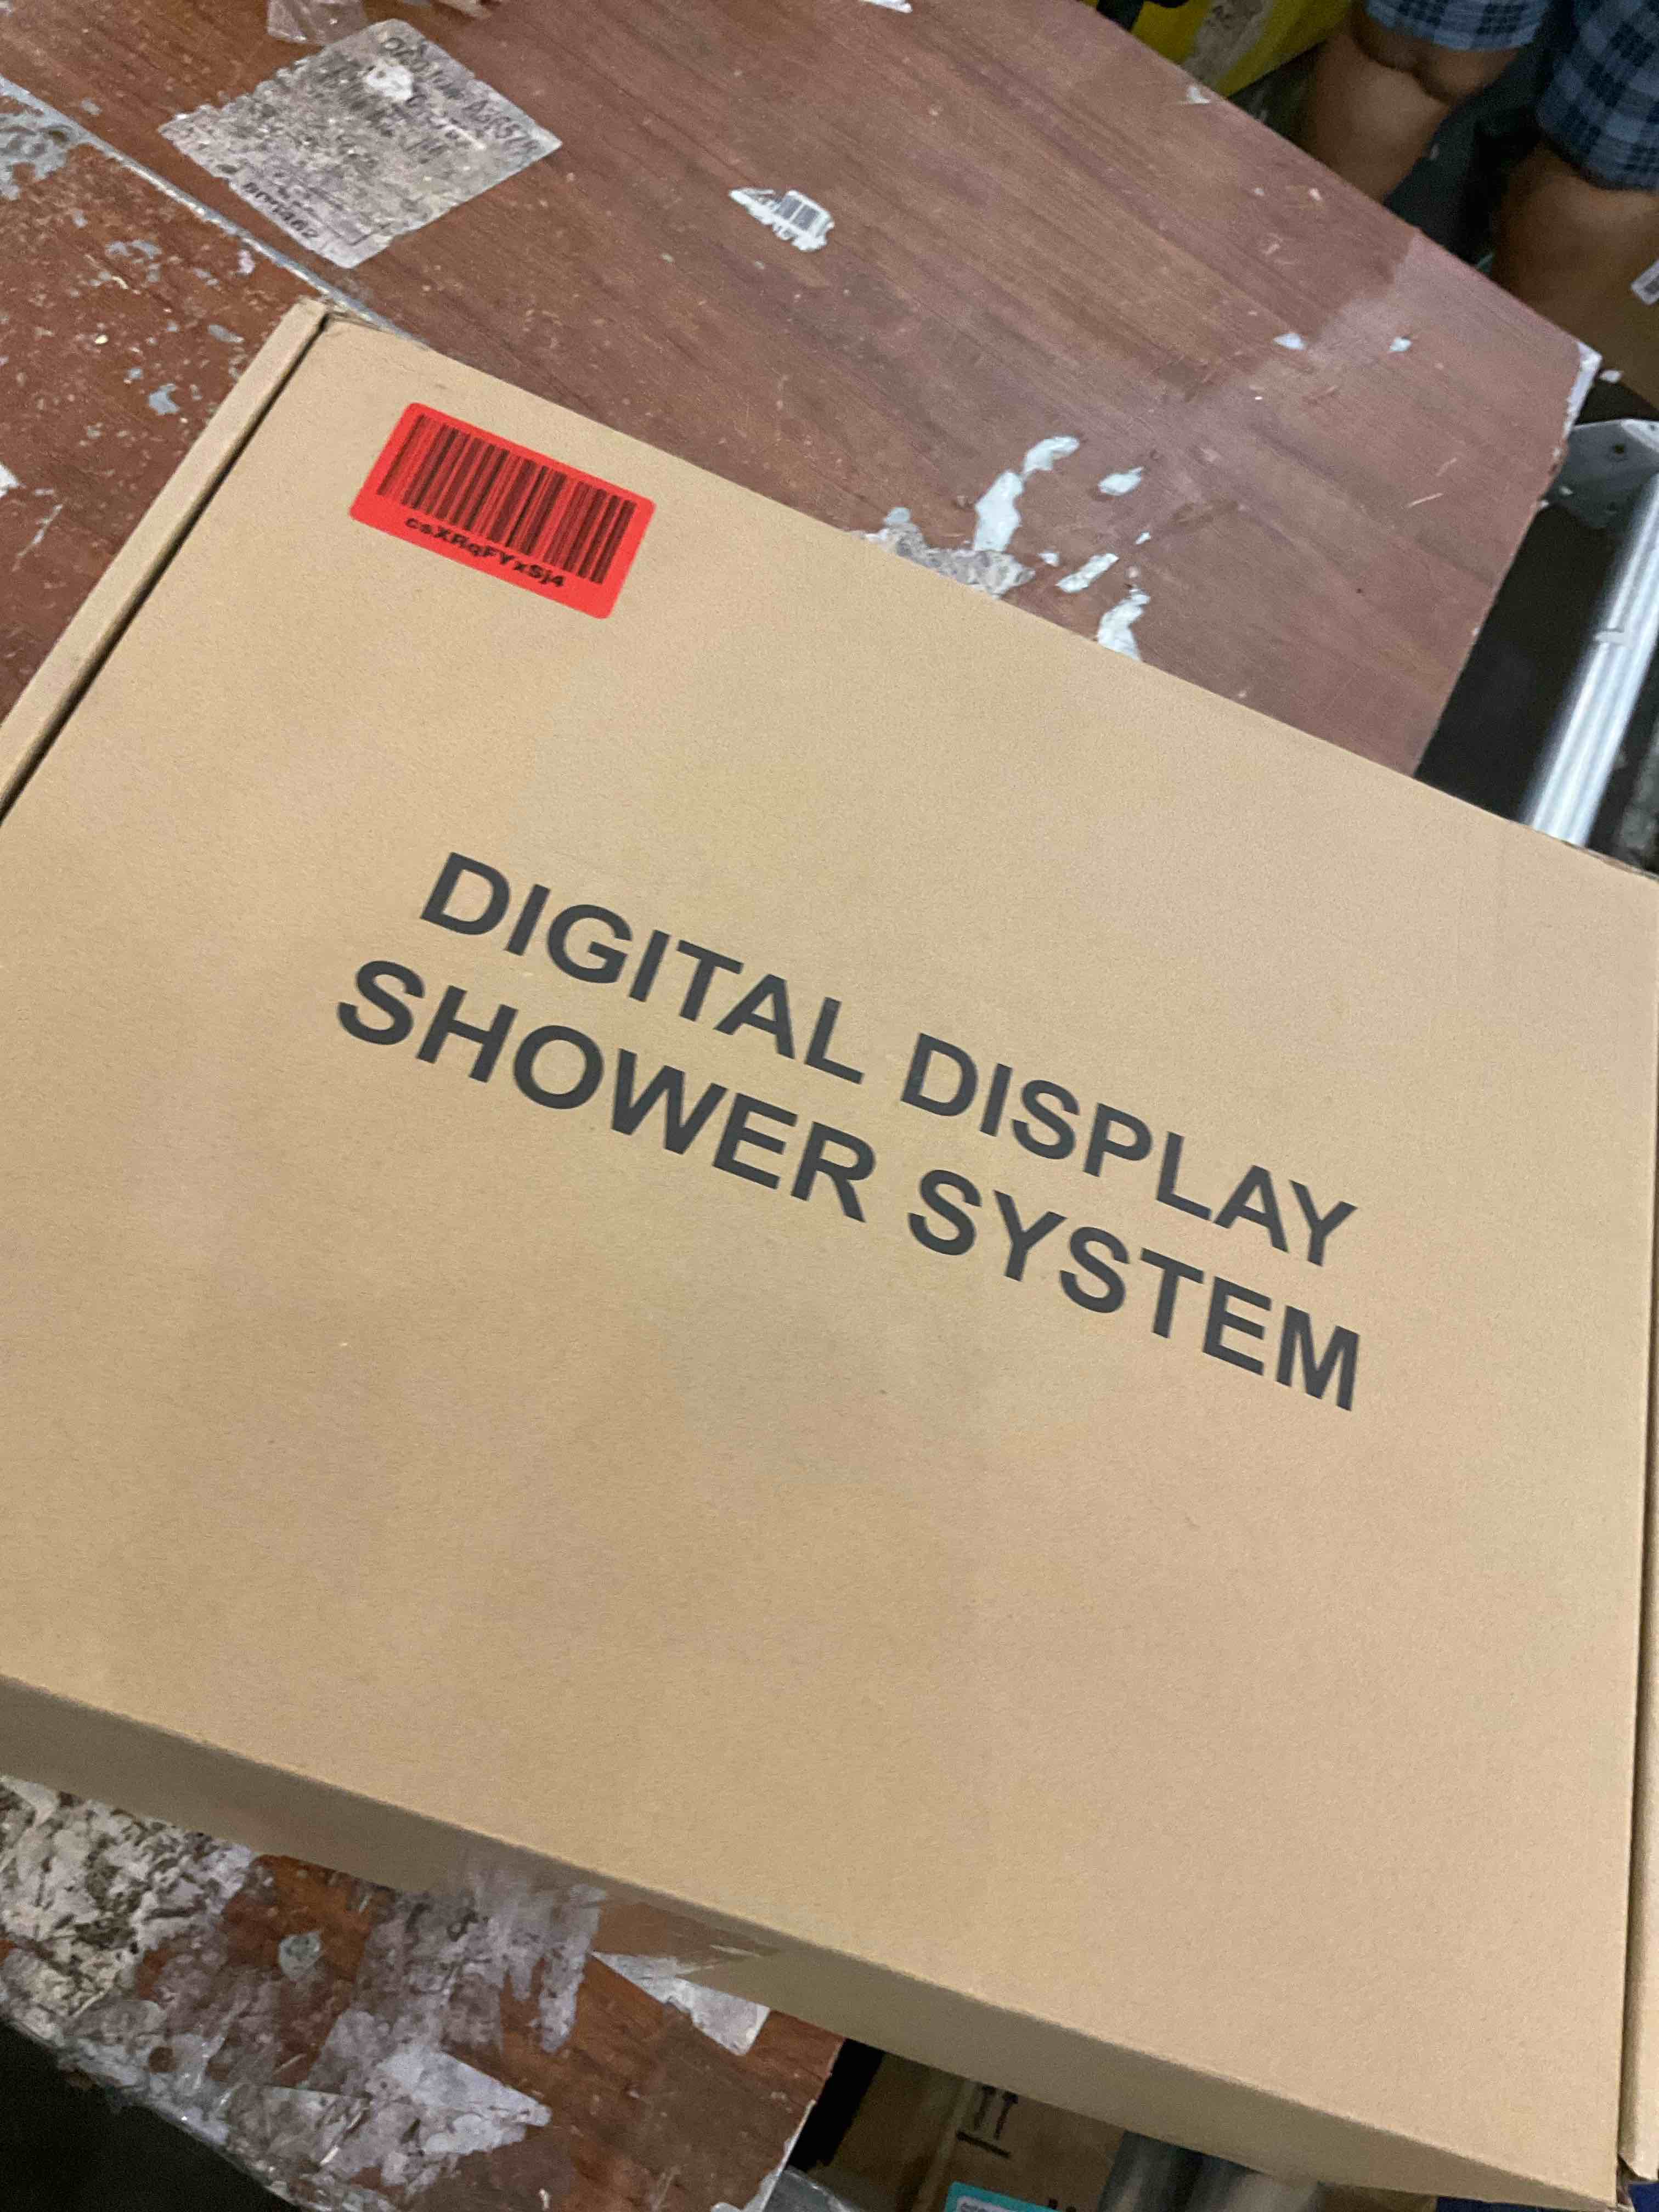 csXRqFYxSj4
DIGITAL DISPLAY
SHOWER SYSTEM